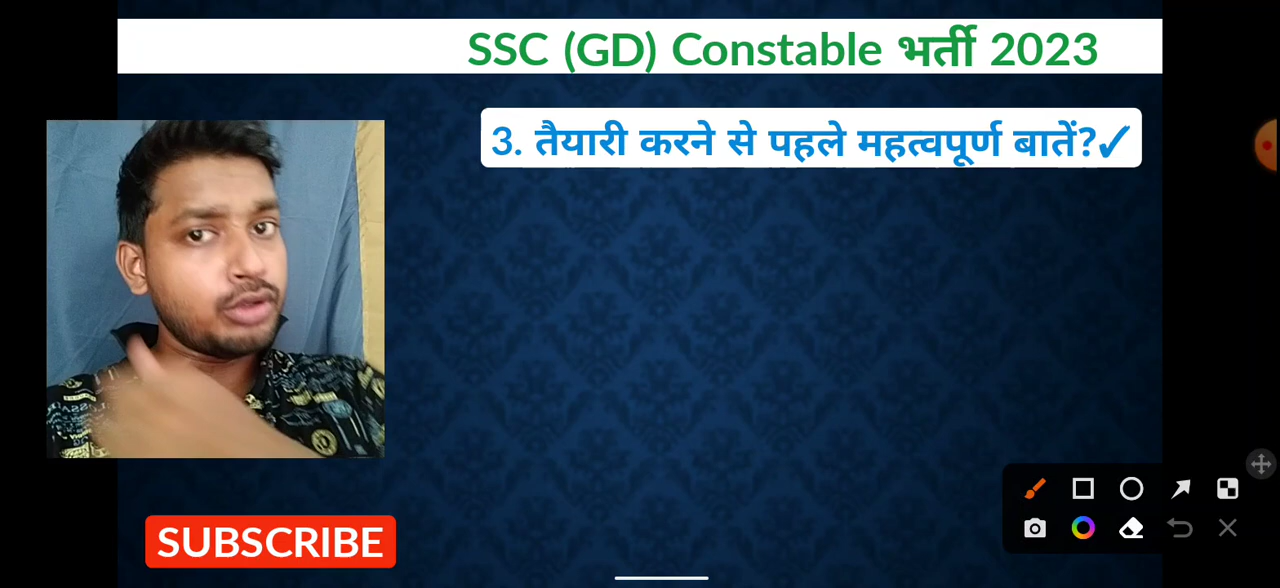 SSC (GD) Constable भर्ती 2023
3. तैयारी करने से पहले महत्वपूर्ण बातें?✓
SUBSCRIBE